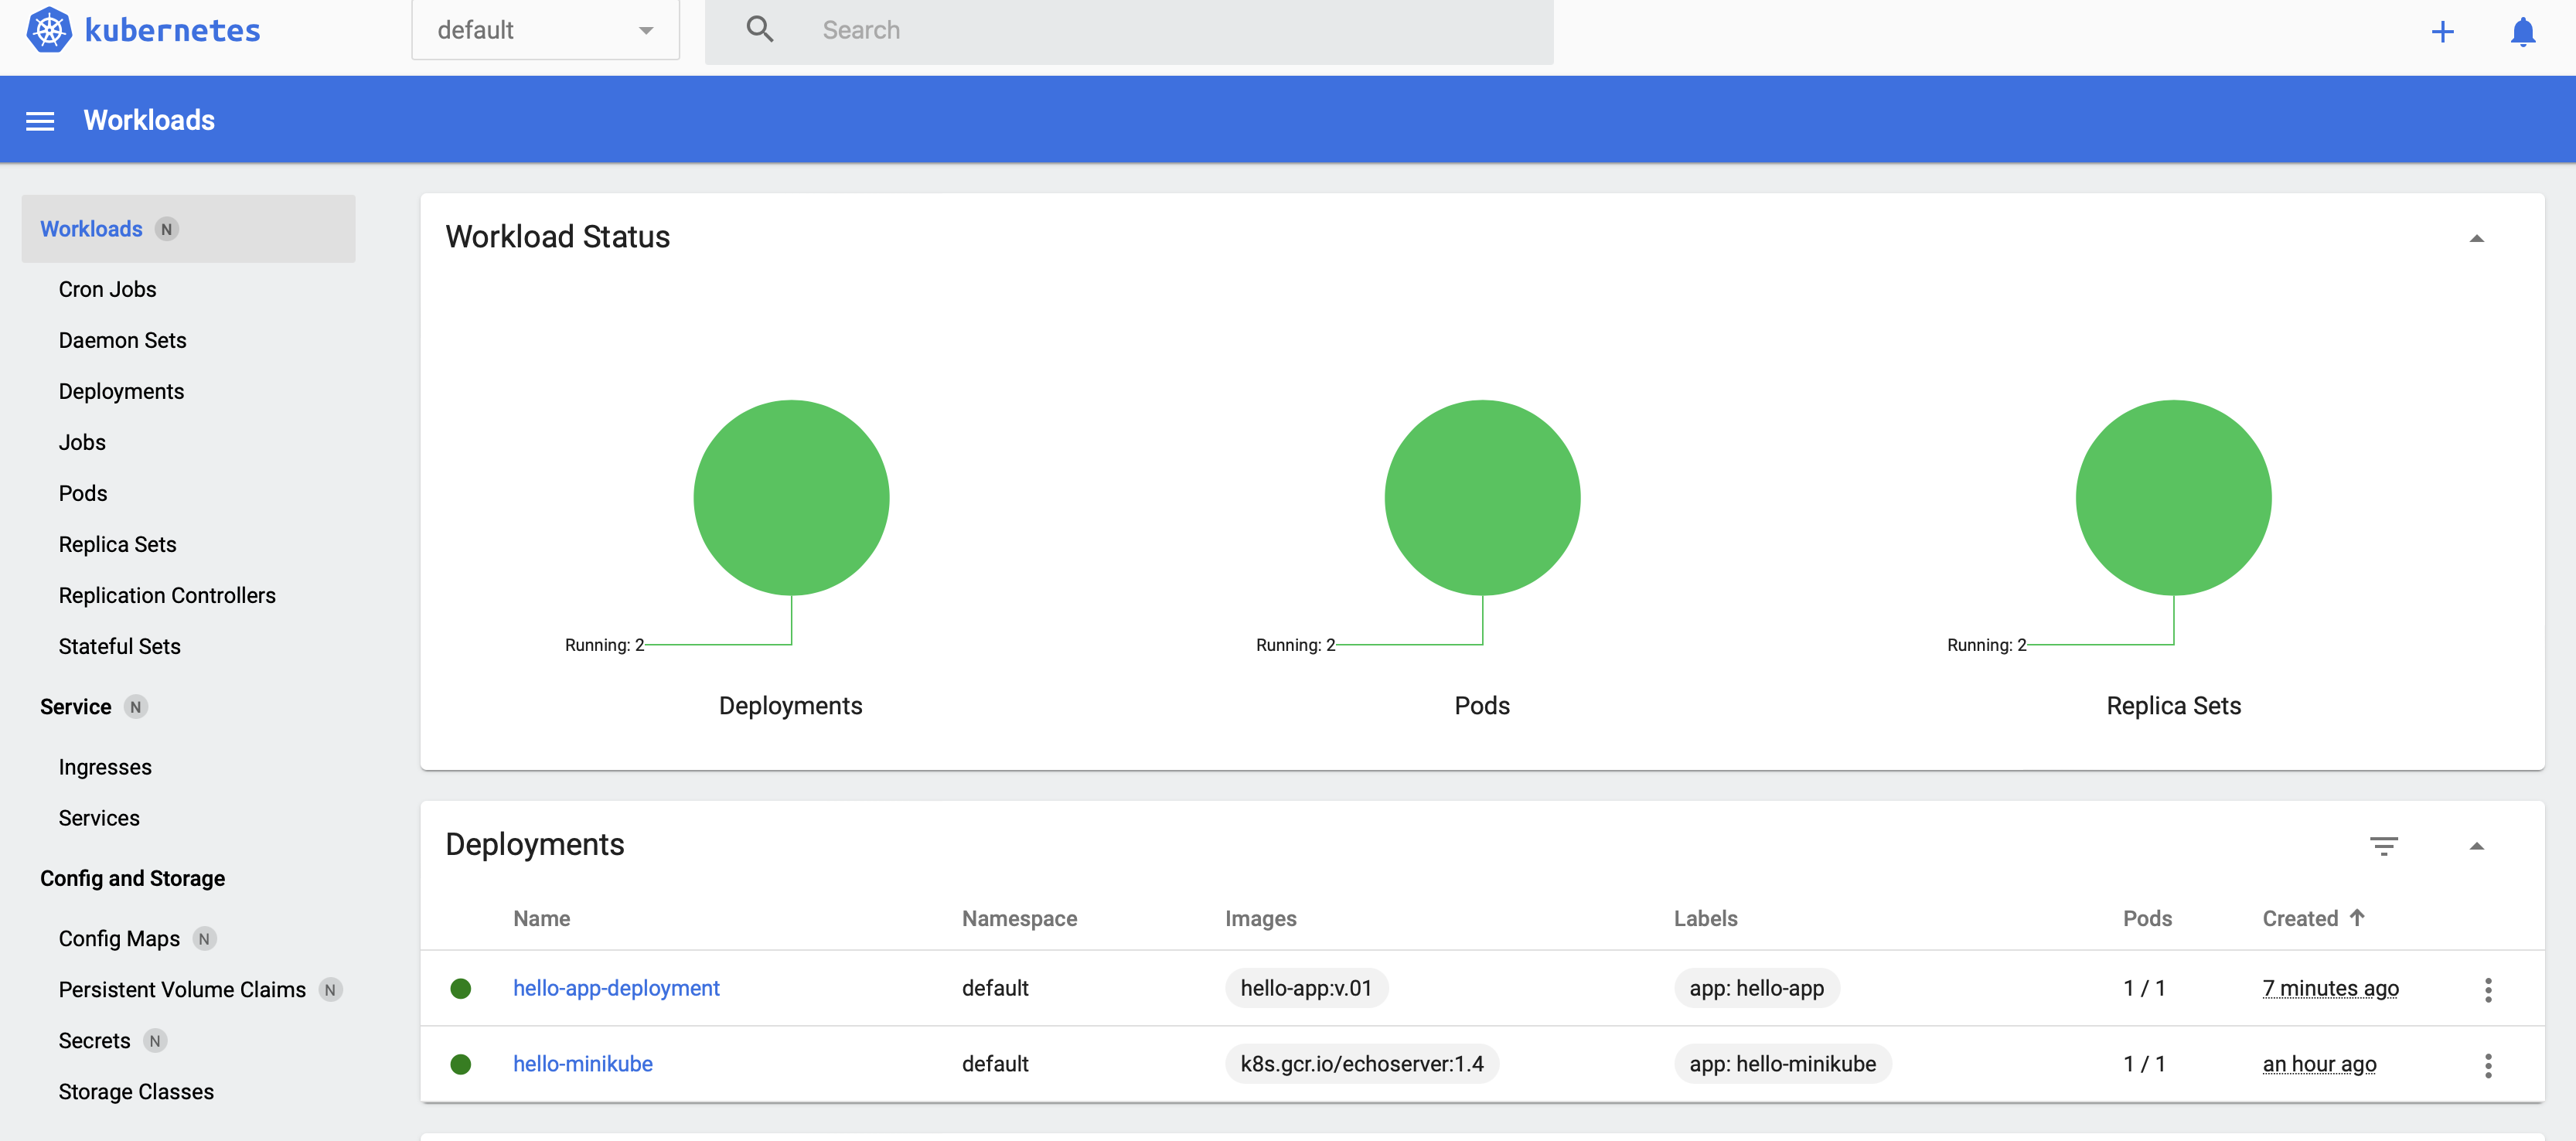 kubernetes
default
Search
Workloads
Workloads N
Cron Jobs
Daemon Sets
Deployments
Jobs
Pods
Replica Sets
Replication Controllers
Stateful Sets
Service N
Ingresses
Services
Config and Storage
Config Maps N
Persistent Volume Claims N
Secrets N
Storage Classes
Workload Status
Running: 2
Deployments
Running: 2
Pods
Running: 2
Replica Sets
Deployments
Name Namespace Images Labels Pods Created
hello-app-deployment default hello-app:v.01 app: hello-app 1 / 1 7 minutes ago
hello-minikube default k8s.gcr.io/echoserver:1.4 app: hello-minikube 1 / 1 an hour ago